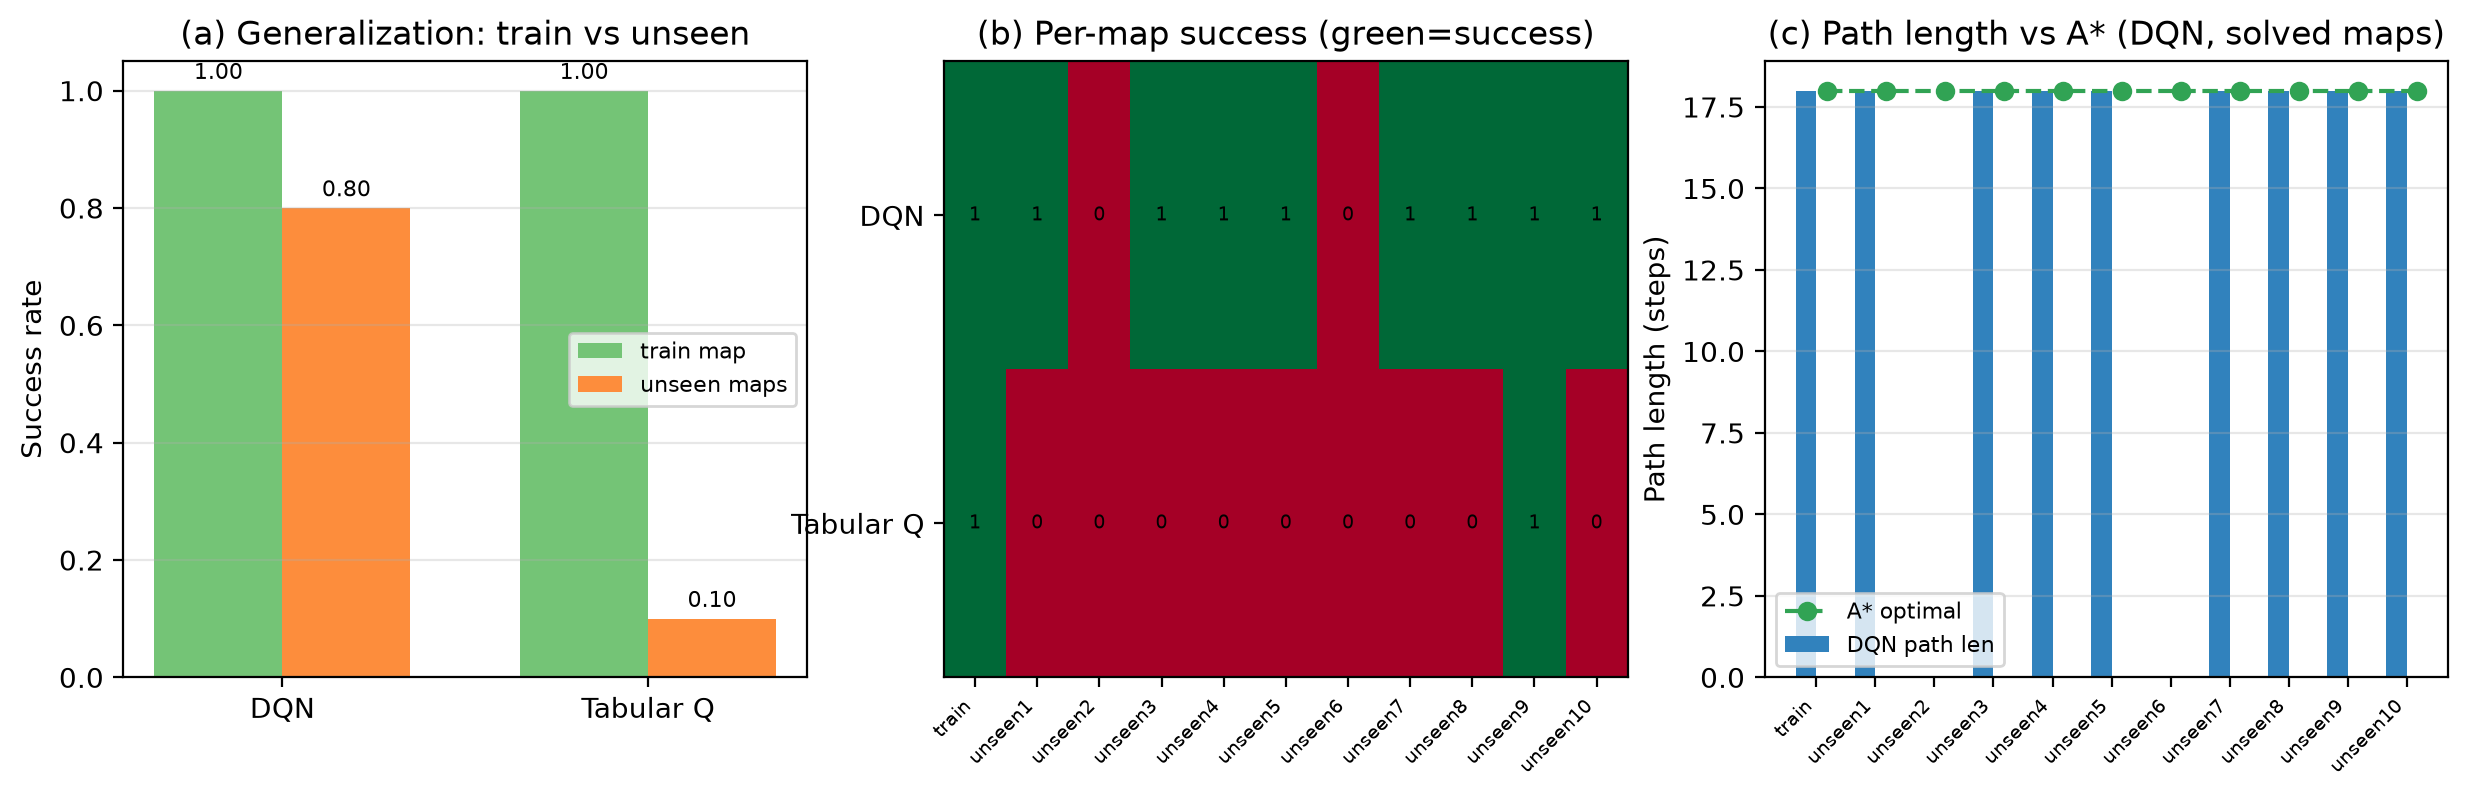 (a) Generalization: train vs unseen
Success rate
1.0
0.8
0.6
0.4
0.2
0.0
1.00
0.80
1.00
0.10
train map
unseen maps
DQN
Tabular Q
(b) Per-map success (green=success)
DQN
1 1 0 1 1 1 0 1 1 1 1
Tabular Q
1 0 0 0 0 0 0 0 0 1 0
train
unseen1
unseen2
unseen3
unseen4
unseen5
unseen6
unseen7
unseen8
unseen9
unseen10
(c) Path length vs A* (DQN, solved maps)
Path length (steps)
17.5
15.0
12.5
10.0
7.5
5.0
2.5
0.0
A* optimal
DQN path len
train
unseen1
unseen2
unseen3
unseen4
unseen5
unseen6
unseen7
unseen8
unseen9
unseen10